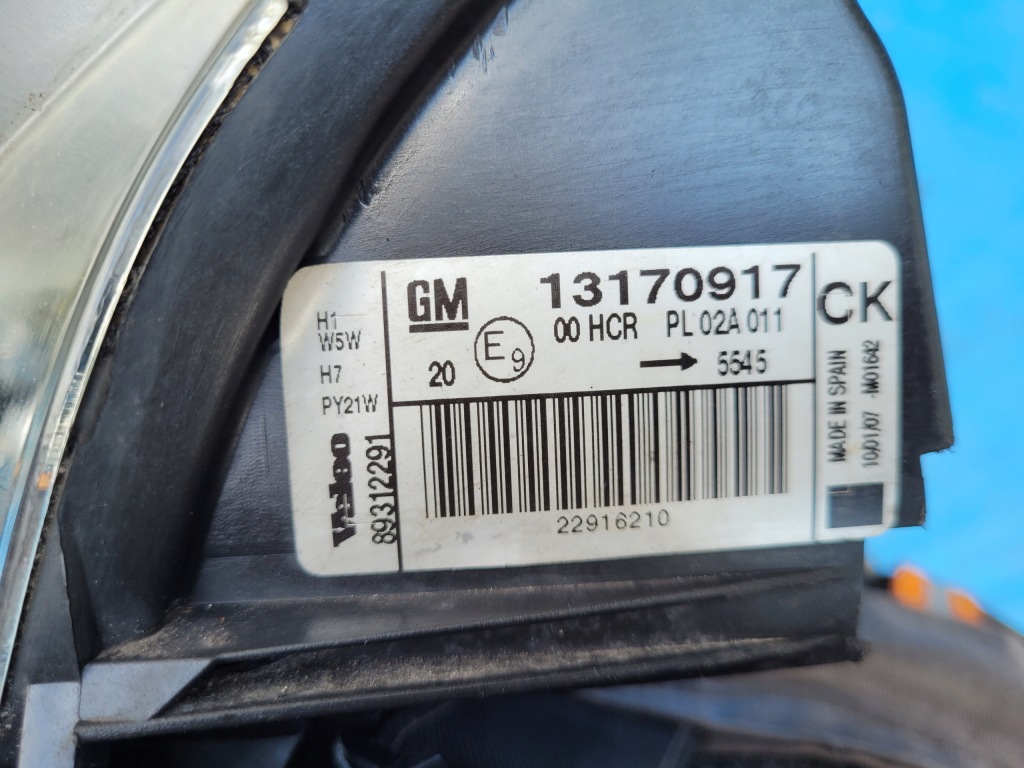 H1
W5W
H7
PY21W
Valeo
89312291
GM 13170917
00 HCR PL 02A 011
20 E9 → 5545
22916210
CK
MADE IN SPAIN
10/01/07 -M01642